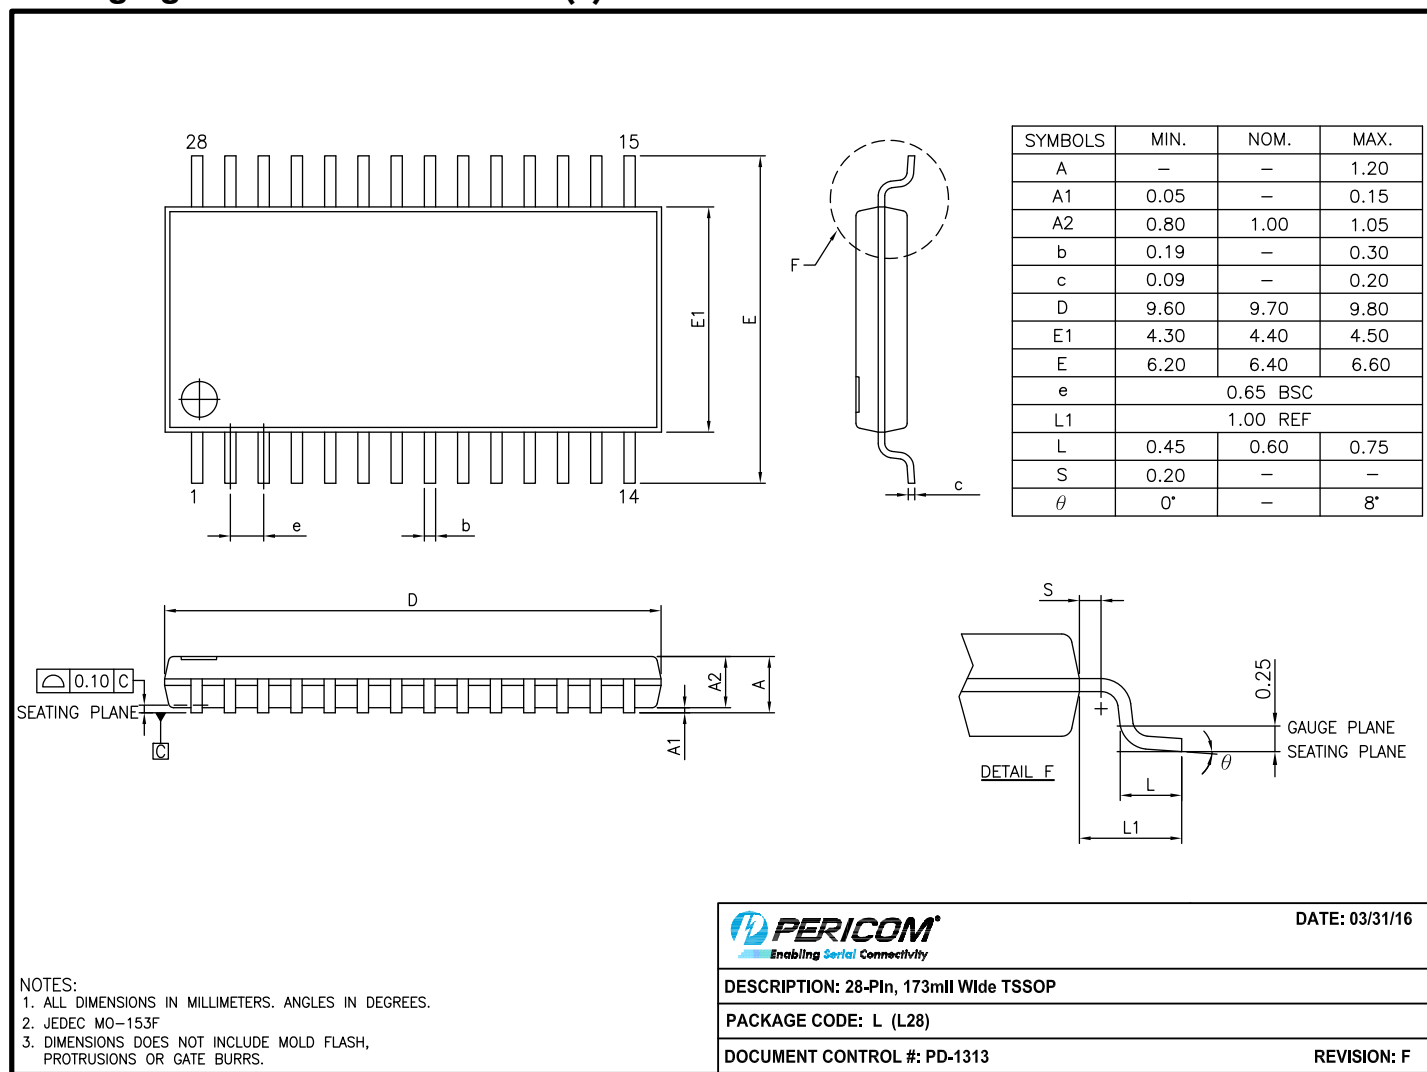 28 15
F
E1
E
1 14
e b c
SYMBOLS MIN. NOM. MAX.
A – – 1.20
A1 0.05 – 0.15
A2 0.80 1.00 1.05
b 0.19 – 0.30
c 0.09 – 0.20
D 9.60 9.70 9.80
E1 4.30 4.40 4.50
E 6.20 6.40 6.60
e 0.65 BSC
L1 1.00 REF
L 0.45 0.60 0.75
S 0.20 – –
θ 0° – 8°
D
A2
A
A1
0.10 C
SEATING PLANE
C
S
0.25
GAUGE PLANE
SEATING PLANE
θ
DETAIL F
L
L1
NOTES:
1. ALL DIMENSIONS IN MILLIMETERS. ANGLES IN DEGREES.
2. JEDEC MO-153F
3. DIMENSIONS DOES NOT INCLUDE MOLD FLASH,
PROTRUSIONS OR GATE BURRS.
PERICOM®
Enabling Serial Connectivity
DATE: 03/31/16
DESCRIPTION: 28-Pin, 173mil Wide TSSOP
PACKAGE CODE: L (L28)
DOCUMENT CONTROL #: PD-1313
REVISION: F